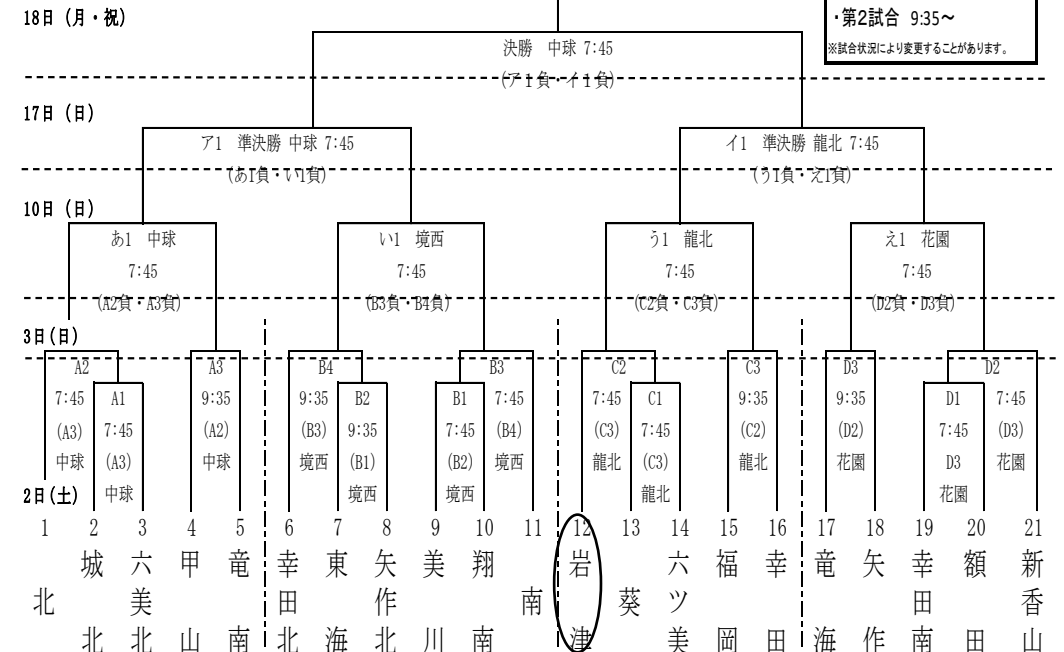 18日（月・祝）
・第2試合 9:35～
※試合状況により変更することがあります。
決勝 中球 7:45
(ア1負・イ1負)
17日（日）
ア1 準決勝 中球 7:45
イ1 準決勝 龍北 7:45
(あ1負・い1負)
(う1負・え1負)
10日（日）
あ1 中球
い1 境西
う1 龍北
え1 花園
7:45
7:45
7:45
7:45
(A2負・A3負)
(B3負・B4負)
(C2負・C3負)
(D2負・D3負)
3日(日)
A2 A3 B4 B3 C2 C3 D3 D2
7:45 A1 9:35 9:35 B2 B1 7:45 7:45 C1 9:35 9:35 D1 7:45
(A3) 7:45 (A2) (B3) 9:35 7:45 (B4) (C3) 7:45 (C2) (D2) 7:45 (D3)
中球 (A3) 中球 境西 (B1) (B2) 境西 龍北 (C3) 龍北 花園 D3 花園
2日(土)
中球 境西 境西 龍北 花園
1 2 3 4 5 6 7 8 9 10 11 12 13 14 15 16 17 18 19 20 21
北
城北
六美北
甲山
竜南
幸田北
東海
矢作北
美川
翔南
南
岩津
葵
六ツ美
福岡
幸田
竜海
矢作
幸田南
額田
新香山